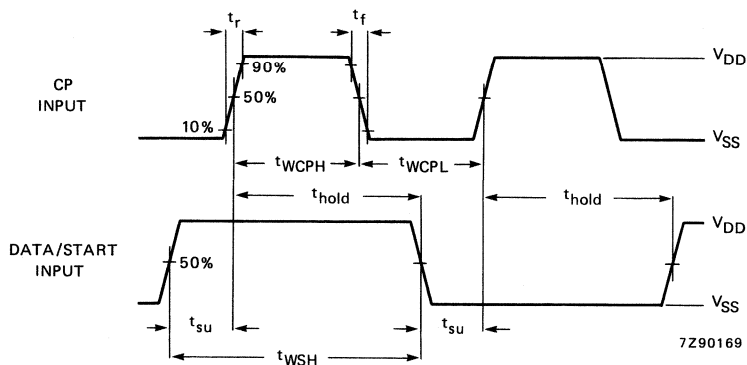 tr
tf
VDD
90%
CP
INPUT
50%
10%
VSS
tWCPH
tWCPL
thold
thold
VDD
DATA/START
INPUT
50%
VSS
tsu
tsu
7Z90169
tWSH